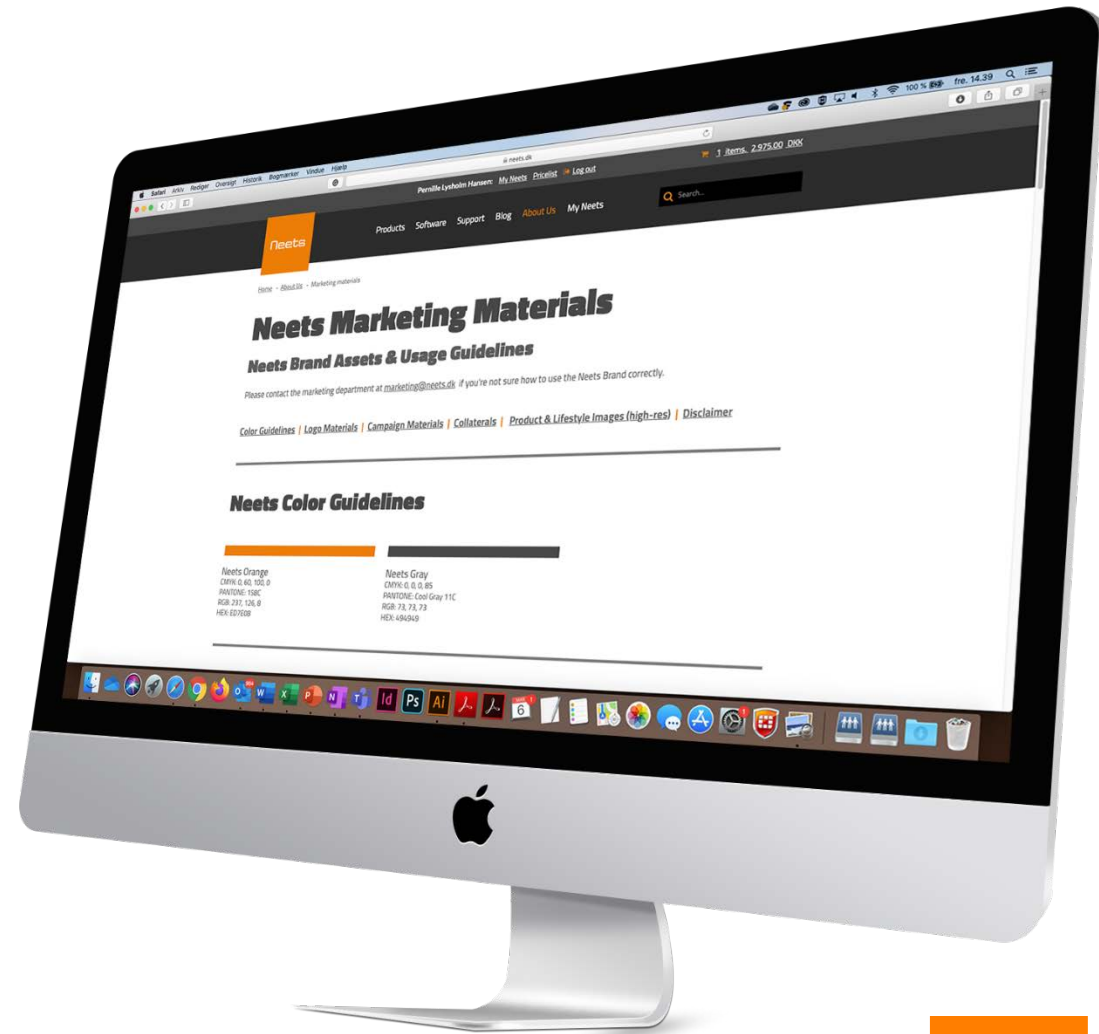 Safari Arkiv Rediger Oversigt Historik Bogmærker Vindue Hjælp 100 % fre. 14.39
neets.dk
Pernille Lysholm Hansen: My Neets Pricelist Log out 1 items, 2 975,00 DKK
Neets Products Software Support Blog About Us My Neets Search...
Home - About Us - Marketing materials
Neets Marketing Materials
Neets Brand Assets & Usage Guidelines
Please contact the marketing department at marketing@neets.dk if you're not sure how to use the Neets Brand correctly.
Color Guidelines | Logo Materials | Campaign Materials | Collaterals | Product & Lifestyle Images (high-res) | Disclaimer
Neets Color Guidelines
Neets Orange
CMYK: 0, 60, 100, 0
PANTONE: 158C
RGB: 237, 126, 8
HEX: ED7E08
Neets Gray
CMYK: 0, 0, 0, 85
PANTONE: Cool Gray 11C
RGB: 73, 73, 73
HEX: 494949
W X P N Id Ps Ai 6 1